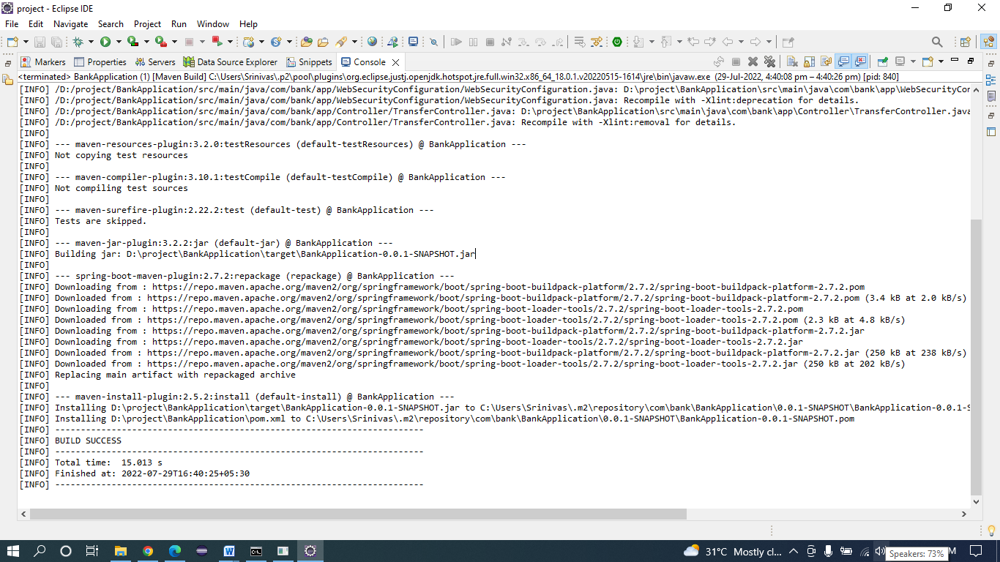 project - Eclipse IDE
File Edit Navigate Search Project Run Window Help
Markers Properties Servers Data Source Explorer Snippets Console
<terminated> BankApplication (1) [Maven Build] C:\Users\Srinivas\.p2\pool\plugins\org.eclipse.justj.openjdk.hotspot.jre.full.win32.x86_64_18.0.1.v20220515-1614\jre\bin\javaw.exe (29-Jul-2022, 4:40:08 pm – 4:40:26 pm) [pid: 840]
[INFO] /D:/project/BankApplication/src/main/java/com/bank/app/WebSecurityConfiguration/WebSecurityConfiguration.java: D:\project\BankApplication\src\main\java\com\bank\app\WebSecurityCon
[INFO] /D:/project/BankApplication/src/main/java/com/bank/app/WebSecurityConfiguration/WebSecurityConfiguration.java: Recompile with -Xlint:deprecation for details.
[INFO] /D:/project/BankApplication/src/main/java/com/bank/app/Controller/TransferController.java: D:\project\BankApplication\src\main\java\com\bank\app\Controller\TransferController.java
[INFO] /D:/project/BankApplication/src/main/java/com/bank/app/Controller/TransferController.java: Recompile with -Xlint:removal for details.
[INFO]
[INFO] --- maven-resources-plugin:3.2.0:testResources (default-testResources) @ BankApplication ---
[INFO] Not copying test resources
[INFO]
[INFO] --- maven-compiler-plugin:3.10.1:testCompile (default-testCompile) @ BankApplication ---
[INFO] Not compiling test sources
[INFO]
[INFO] --- maven-surefire-plugin:2.22.2:test (default-test) @ BankApplication ---
[INFO] Tests are skipped.
[INFO]
[INFO] --- maven-jar-plugin:3.2.2:jar (default-jar) @ BankApplication ---
[INFO] Building jar: D:\project\BankApplication\target\BankApplication-0.0.1-SNAPSHOT.jar
[INFO]
[INFO] --- spring-boot-maven-plugin:2.7.2:repackage (repackage) @ BankApplication ---
[INFO] Downloading from : https://repo.maven.apache.org/maven2/org/springframework/boot/spring-boot-buildpack-platform/2.7.2/spring-boot-buildpack-platform-2.7.2.pom
[INFO] Downloaded from : https://repo.maven.apache.org/maven2/org/springframework/boot/spring-boot-buildpack-platform/2.7.2/spring-boot-buildpack-platform-2.7.2.pom (3.4 kB at 2.0 kB/s)
[INFO] Downloading from : https://repo.maven.apache.org/maven2/org/springframework/boot/spring-boot-loader-tools/2.7.2/spring-boot-loader-tools-2.7.2.pom
[INFO] Downloaded from : https://repo.maven.apache.org/maven2/org/springframework/boot/spring-boot-loader-tools/2.7.2/spring-boot-loader-tools-2.7.2.pom (2.3 kB at 4.8 kB/s)
[INFO] Downloading from : https://repo.maven.apache.org/maven2/org/springframework/boot/spring-boot-buildpack-platform/2.7.2/spring-boot-buildpack-platform-2.7.2.jar
[INFO] Downloading from : https://repo.maven.apache.org/maven2/org/springframework/boot/spring-boot-loader-tools/2.7.2/spring-boot-loader-tools-2.7.2.jar
[INFO] Downloaded from : https://repo.maven.apache.org/maven2/org/springframework/boot/spring-boot-buildpack-platform/2.7.2/spring-boot-buildpack-platform-2.7.2.jar (250 kB at 238 kB/s)
[INFO] Downloaded from : https://repo.maven.apache.org/maven2/org/springframework/boot/spring-boot-loader-tools/2.7.2/spring-boot-loader-tools-2.7.2.jar (250 kB at 202 kB/s)
[INFO] Replacing main artifact with repackaged archive
[INFO]
[INFO] --- maven-install-plugin:2.5.2:install (default-install) @ BankApplication ---
[INFO] Installing D:\project\BankApplication\target\BankApplication-0.0.1-SNAPSHOT.jar to C:\Users\Srinivas\.m2\repository\com\bank\BankApplication\0.0.1-SNAPSHOT\BankApplication-0.0.1-S
[INFO] Installing D:\project\BankApplication\pom.xml to C:\Users\Srinivas\.m2\repository\com\bank\BankApplication\0.0.1-SNAPSHOT\BankApplication-0.0.1-SNAPSHOT.pom
[INFO] ------------------------------------------------------------------------
[INFO] BUILD SUCCESS
[INFO] ------------------------------------------------------------------------
[INFO] Total time:  15.013 s
[INFO] Finished at: 2022-07-29T16:40:25+05:30
[INFO] ------------------------------------------------------------------------
31°C Mostly cl... M
Speakers: 73%